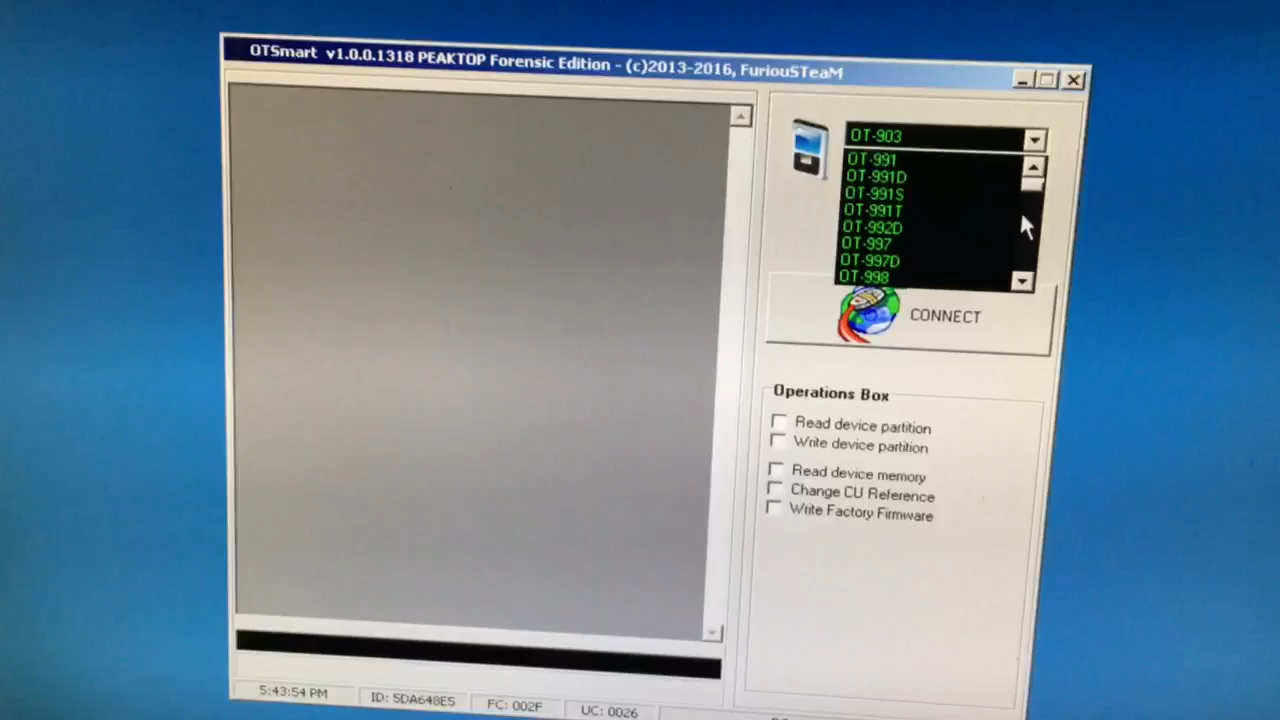 OTSmart v1.0.0.1318 PEAKTOP Forensic Edition - (c)2013-2016, FuriouSTeaM
OT-903
OT-991
OT-991D
OT-991S
OT-991T
OT-992D
OT-997
OT-997D
OT-998
CONNECT
Operations Box
Read device partition
Write device partition
Read device memory
Change CU Reference
Write Factory Firmware
5:43:54 PM
ID: 5DA648E5
FC: 002F
UC: 0026